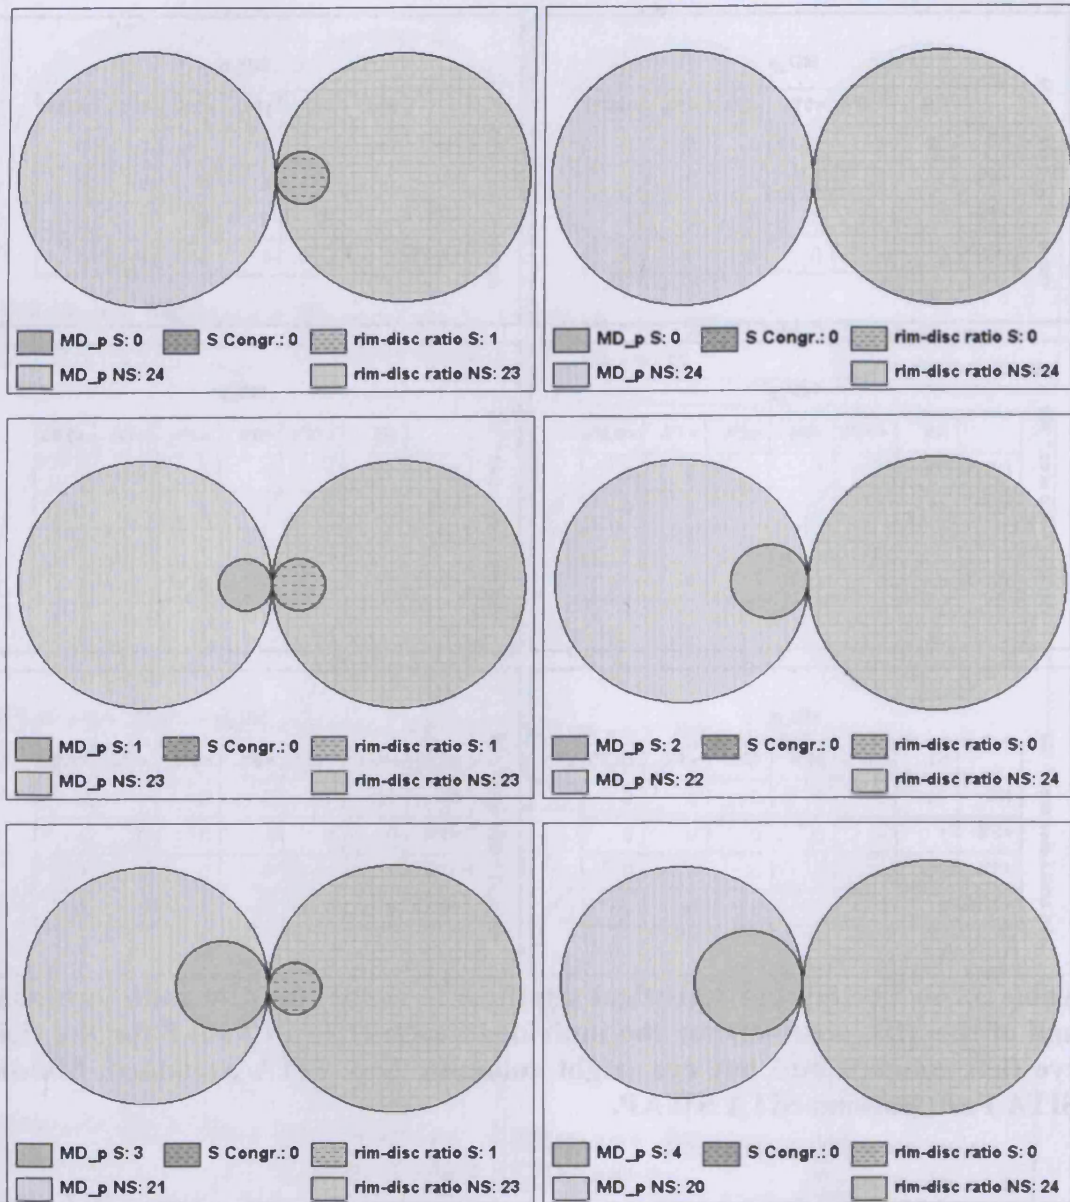 MD_p S: 0 S Congr.: 0 rim-disc ratio S: 1
MD_p NS: 24 rim-disc ratio NS: 23
MD_p S: 0 S Congr.: 0 rim-disc ratio S: 0
MD_p NS: 24 rim-disc ratio NS: 24
MD_p S: 1 S Congr.: 0 rim-disc ratio S: 1
MD_p NS: 23 rim-disc ratio NS: 23
MD_p S: 2 S Congr.: 0 rim-disc ratio S: 0
MD_p NS: 22 rim-disc ratio NS: 24
MD_p S: 3 S Congr.: 0 rim-disc ratio S: 1
MD_p NS: 21 rim-disc ratio NS: 23
MD_p S: 4 S Congr.: 0 rim-disc ratio S: 0
MD_p NS: 20 rim-disc ratio NS: 24